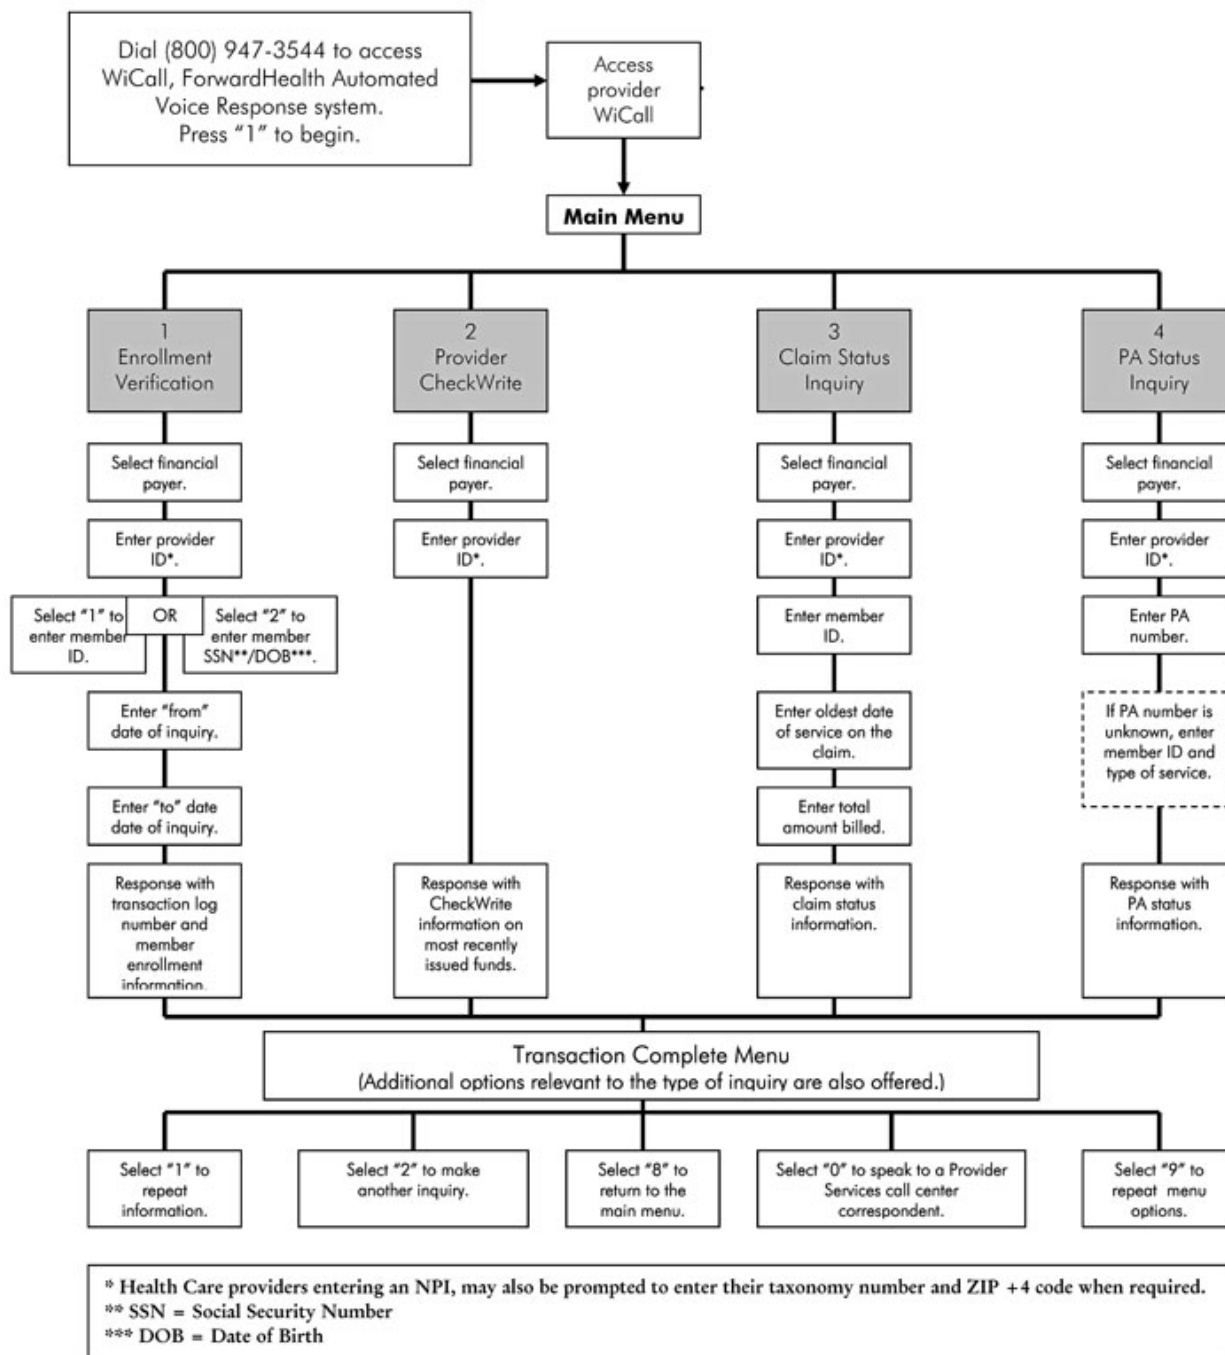 Dial (800) 947-3544 to access
WiCall, ForwardHealth Automated
Voice Response system.
Press "1" to begin.
Access
provider
WiCall
Main Menu
1
Enrollment
Verification
Select financial
payer.
Enter provider
ID*.
Select "1" to
enter member
ID.
OR
Select "2" to
enter member
SSN**/DOB***.
Enter "from"
date of inquiry.
Enter "to" date
date of inquiry.
Response with
transaction log
number and
member
enrollment
information.
2
Provider
CheckWrite
Select financial
payer.
Enter provider
ID*.
Response with
CheckWrite
information on
most recently
issued funds.
3
Claim Status
Inquiry
Select financial
payer.
Enter provider
ID*.
Enter member
ID.
Enter oldest date
of service on the
claim.
Enter total
amount billed.
Response with
claim status
information.
4
PA Status
Inquiry
Select financial
payer.
Enter provider
ID*.
Enter PA
number.
If PA number is
unknown, enter
member ID and
type of service.
Response with
PA status
information.
Transaction Complete Menu
(Additional options relevant to the type of inquiry are also offered.)
Select "1" to
repeat
information.
Select "2" to make
another inquiry.
Select "8" to
return to the
main menu.
Select "0" to speak to a Provider
Services call center
correspondent.
Select "9" to
repeat menu
options.
* Health Care providers entering an NPI, may also be prompted to enter their taxonomy number and ZIP +4 code when required.
** SSN = Social Security Number
*** DOB = Date of Birth